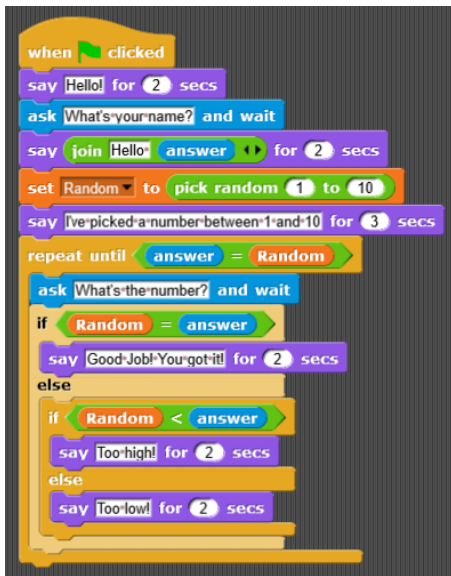 when clicked
say Hello! for 2 secs
ask What's your name? and wait
say join Hello answer for 2 secs
set Random to pick random 1 to 10
say I've picked a number between 1 and 10 for 3 secs
repeat until answer = Random
ask What's the number? and wait
if Random = answer
say Good Job! You got it! for 2 secs
else
if Random < answer
say Too high! for 2 secs
else
say Too low! for 2 secs